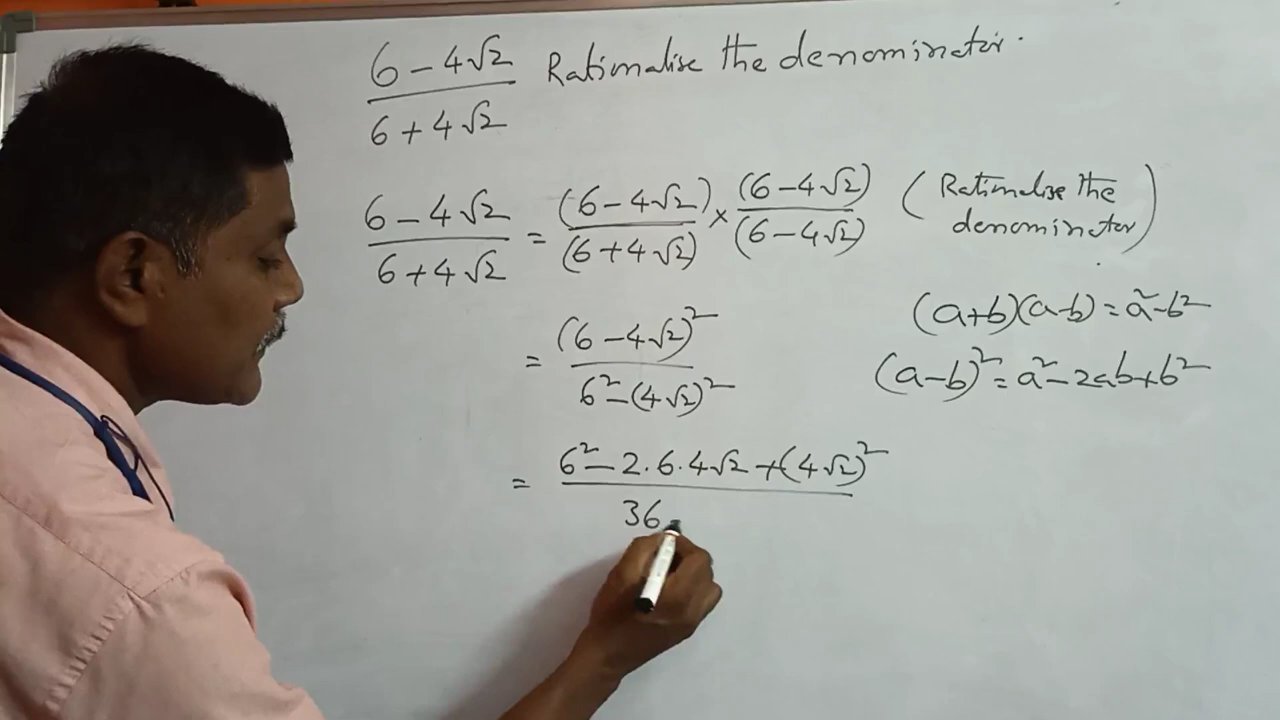 6 - 4√2 / 6 + 4√2 Rationalise the denominator.
6 - 4√2 / 6 + 4√2 = (6 - 4√2) / (6 + 4√2) × (6 - 4√2) / (6 - 4√2) (Rationalise the denominator)
(a+b)(a-b) = a² - b²
= (6 - 4√2)² / 6² - (4√2)²
(a-b)² = a² - 2ab + b²
= 6² - 2.6.4√2 + (4√2)² / 36